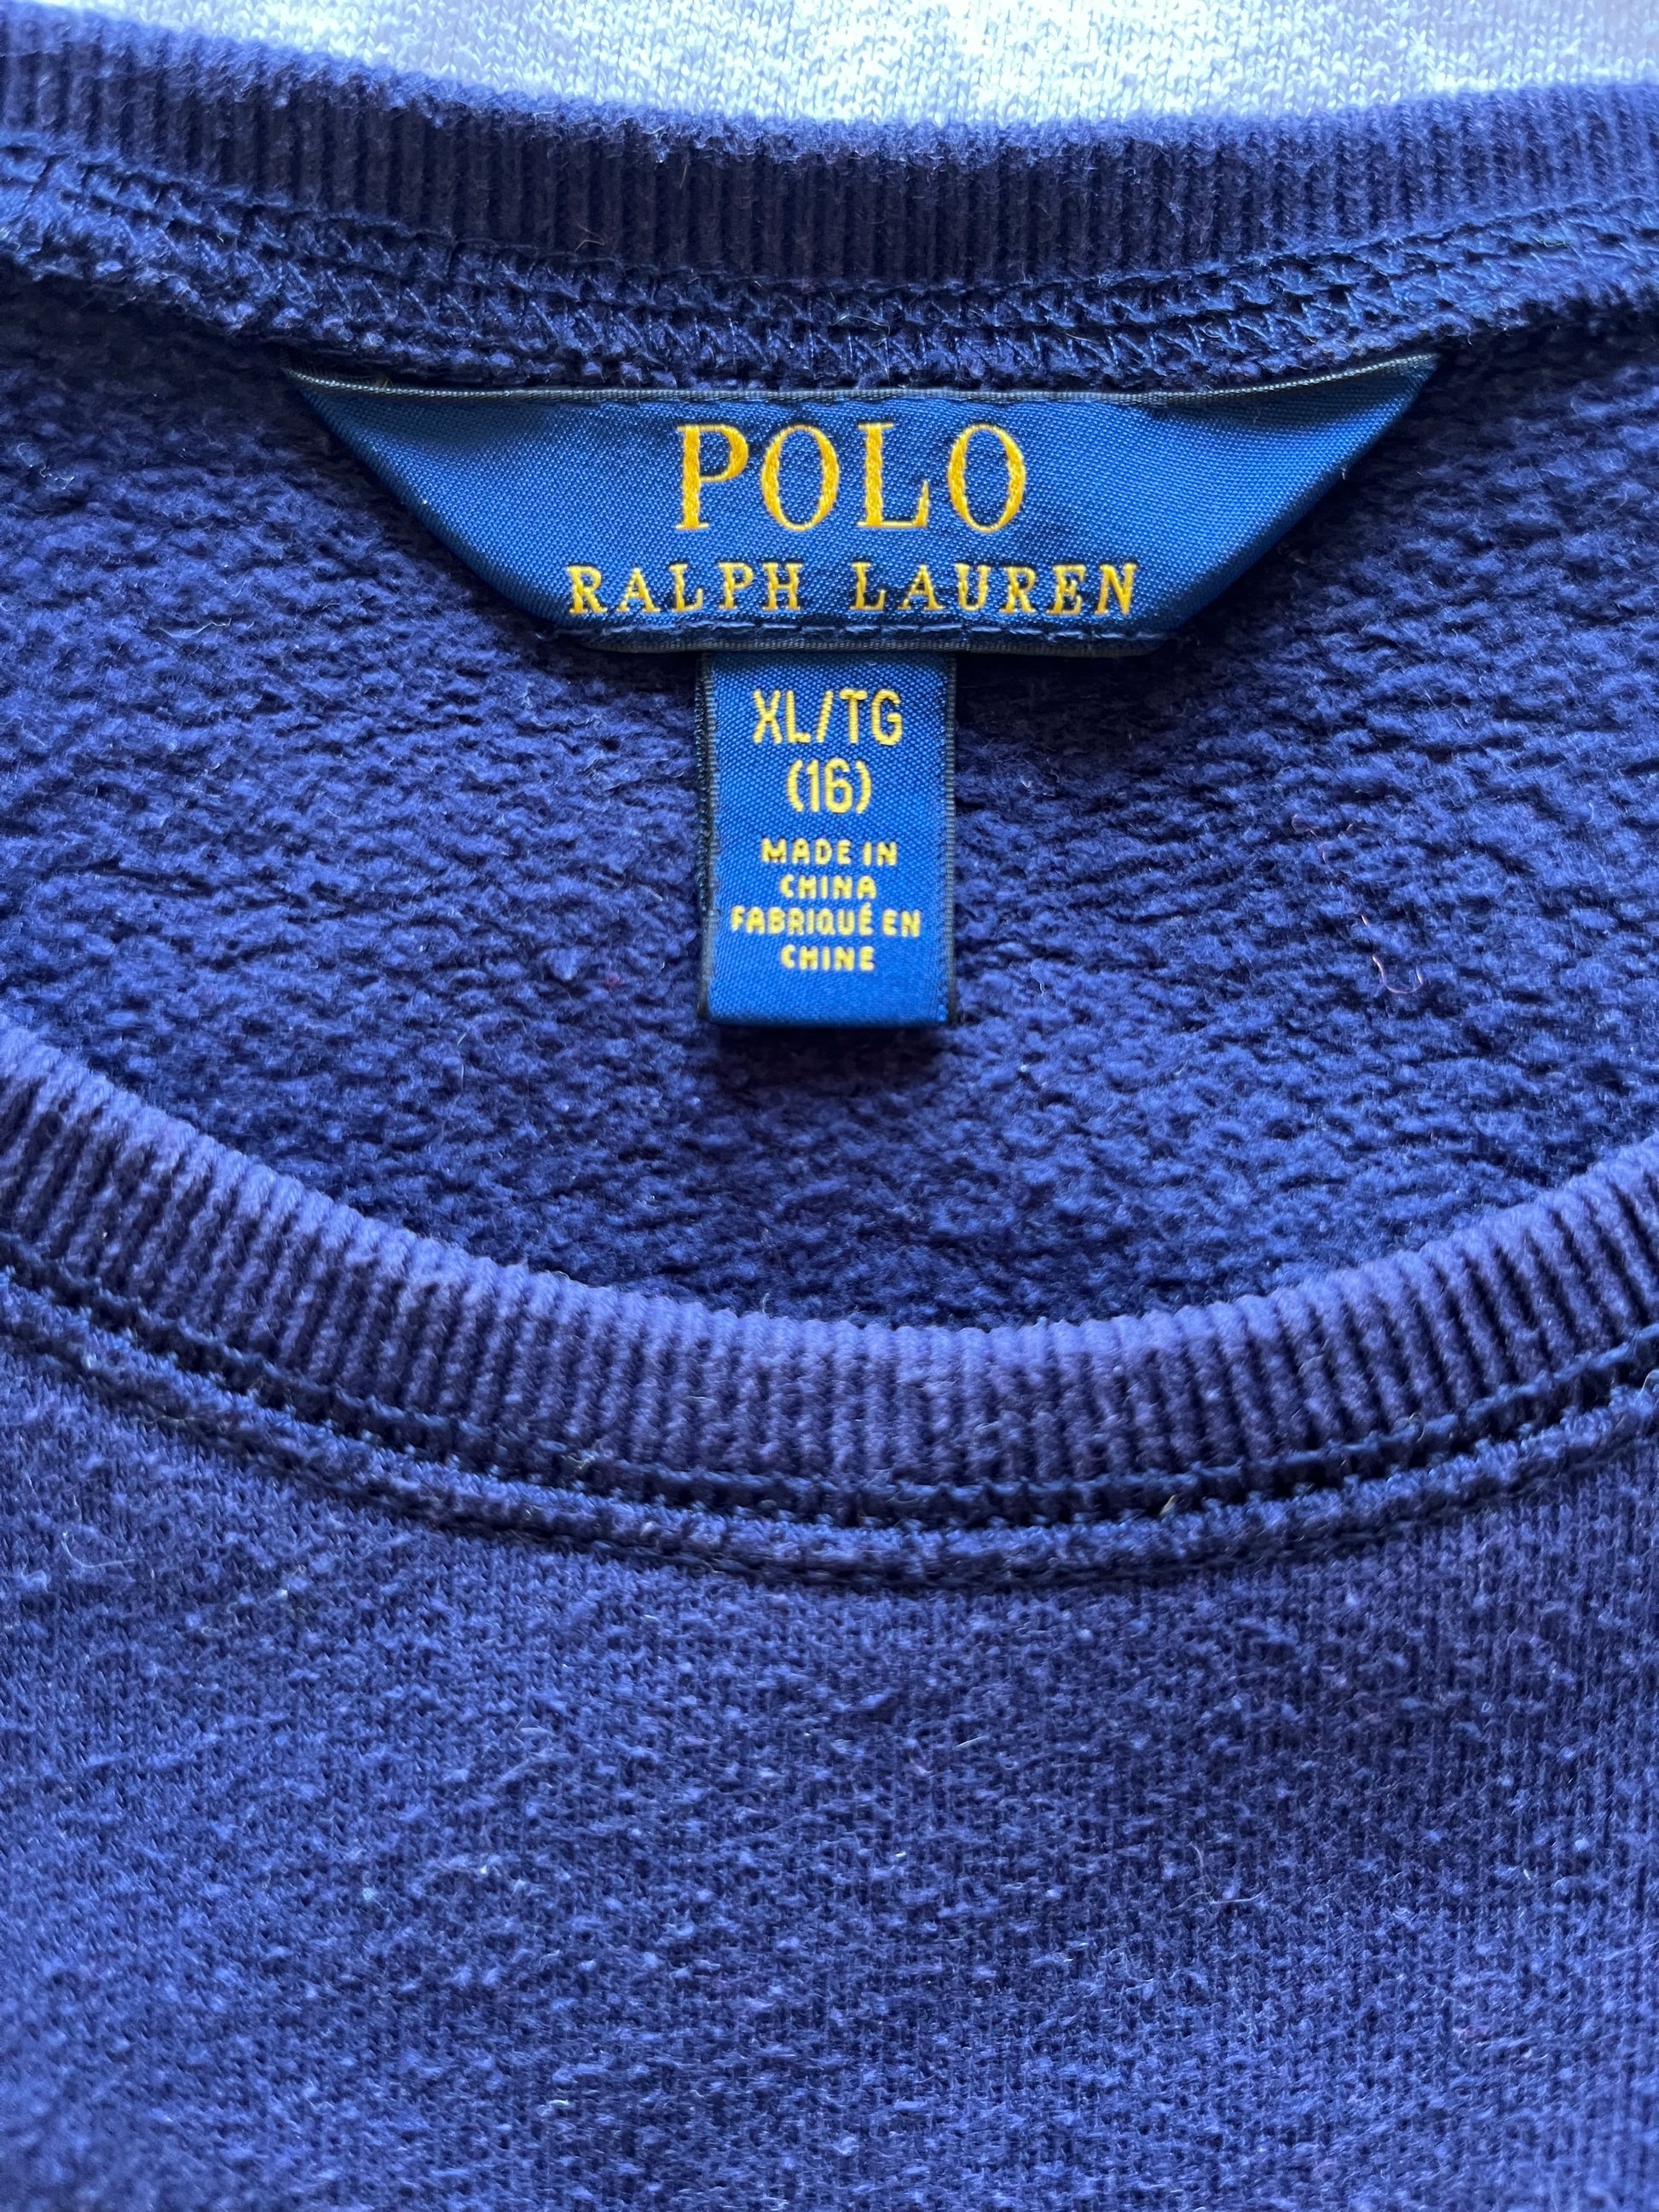 POLO
RALPH LAUREN
XL/TG
(16)
MADE IN
CHINA
FABRIQUÉ EN
CHINE